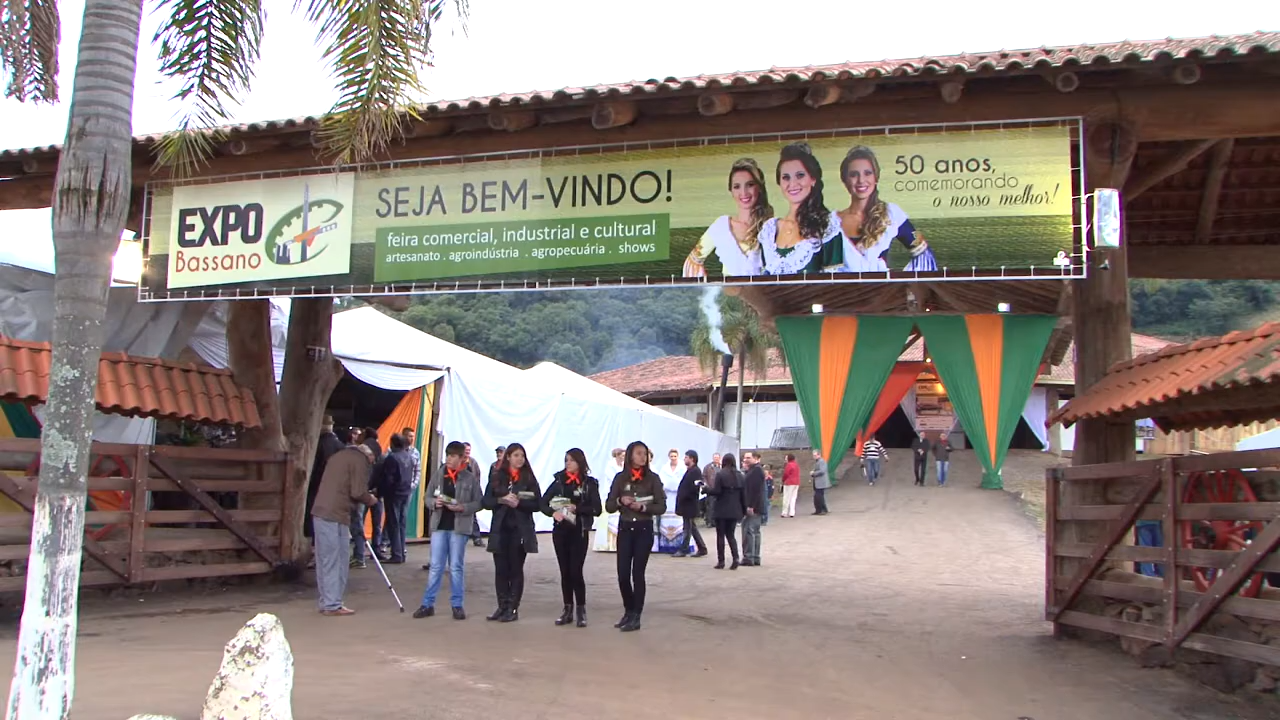 EXPO
Bassano
SEJA BEM-VINDO!
feira comercial, industrial e cultural
artesanato . agroindústria . agropecuária . shows
50 anos,
comemorando
o nosso melhor!